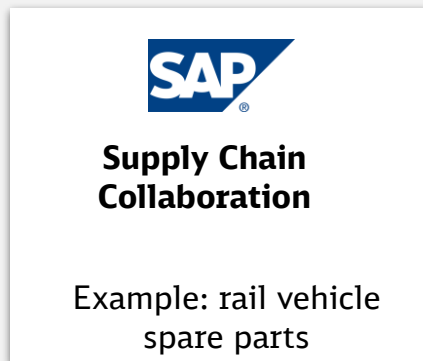 SAP®
Supply Chain
Collaboration
Example: rail vehicle
spare parts